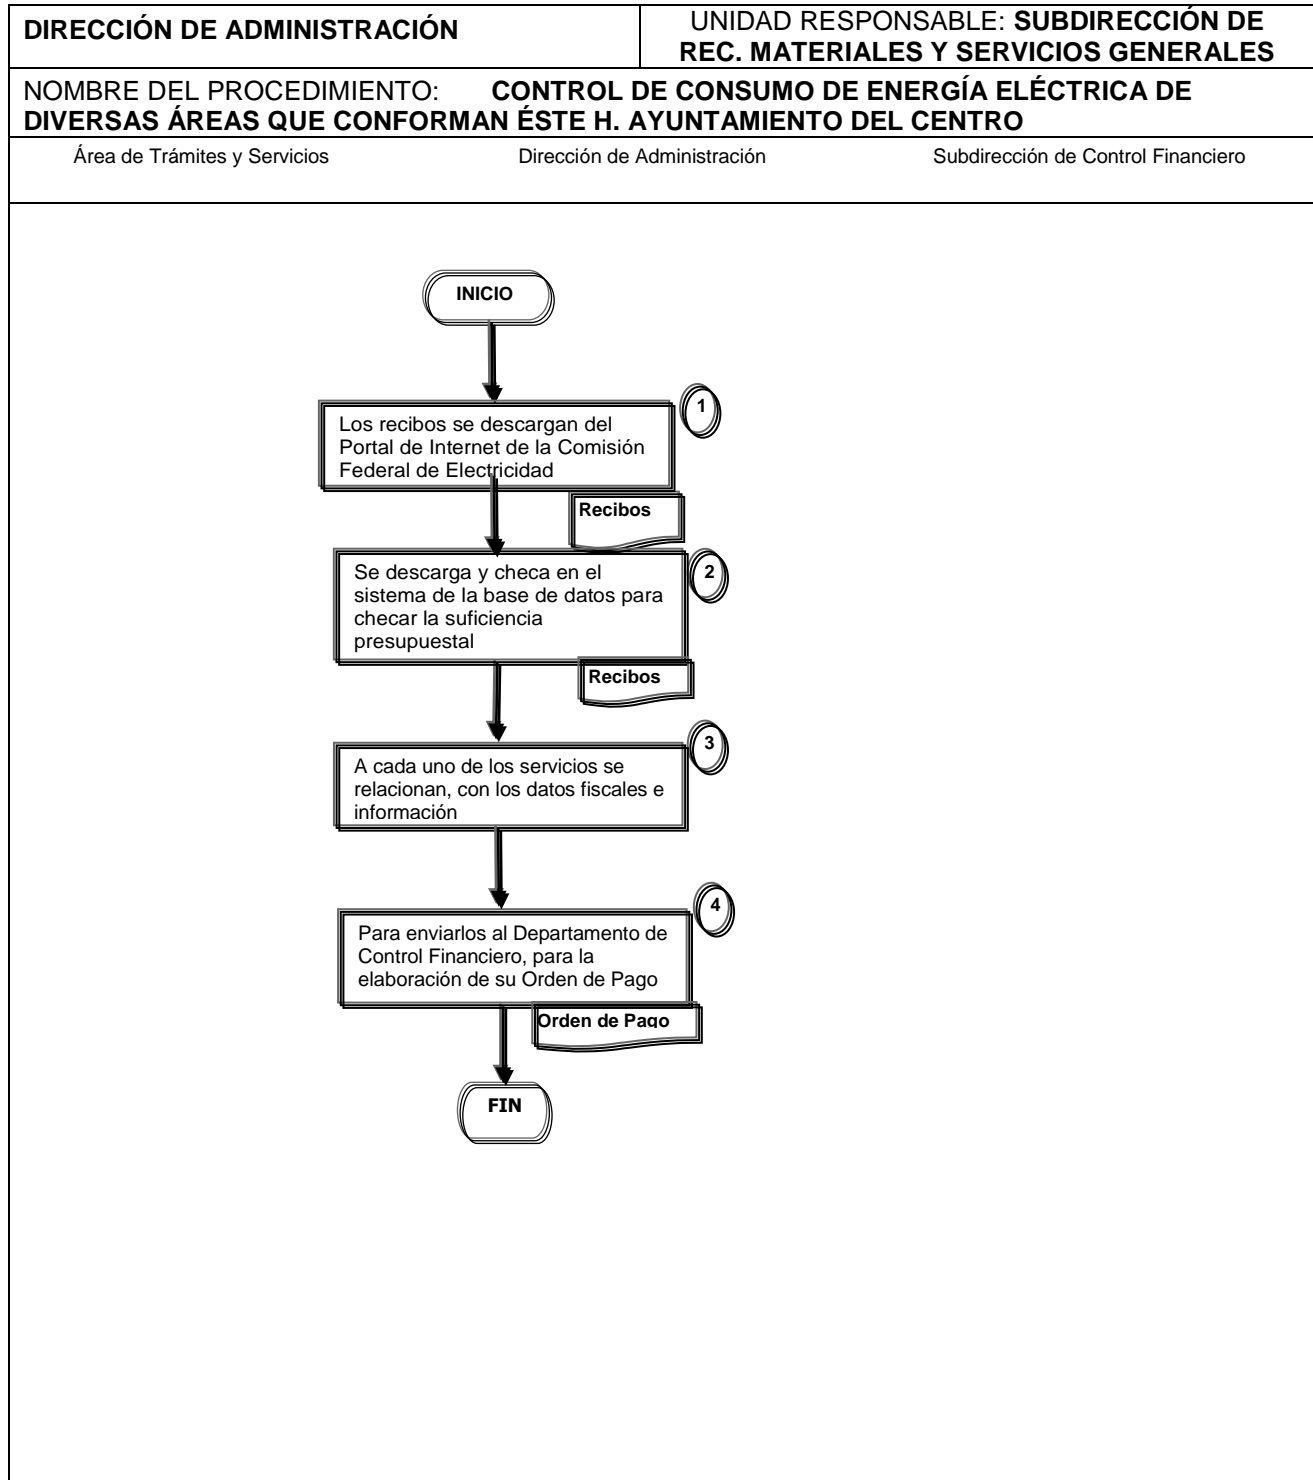 DIRECCIÓN DE ADMINISTRACIÓN
UNIDAD RESPONSABLE: SUBDIRECCIÓN DE
REC. MATERIALES Y SERVICIOS GENERALES
NOMBRE DEL PROCEDIMIENTO: CONTROL DE CONSUMO DE ENERGÍA ELÉCTRICA DE
DIVERSAS ÁREAS QUE CONFORMAN ÉSTE H. AYUNTAMIENTO DEL CENTRO
Área de Trámites y Servicios
Dirección de Administración
Subdirección de Control Financiero
INICIO
1
Los recibos se descargan del
Portal de Internet de la Comisión
Federal de Electricidad
Recibos
2
Se descarga y checa en el
sistema de la base de datos para
checar la suficiencia
presupuestal
Recibos
3
A cada uno de los servicios se
relacionan, con los datos fiscales e
información
4
Para enviarlos al Departamento de
Control Financiero, para la
elaboración de su Orden de Pago
Orden de Pago
FIN